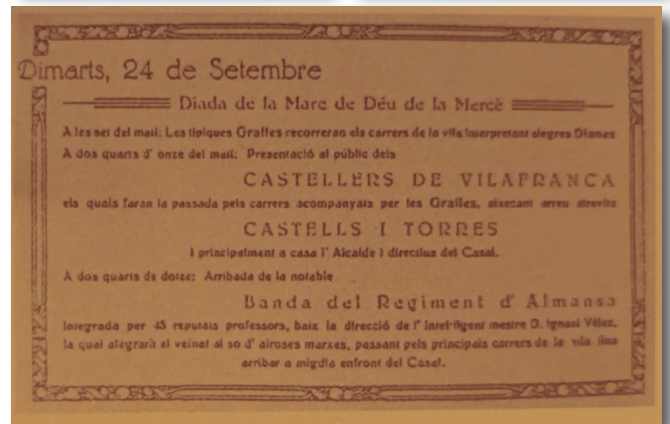 Dimarts, 24 de Setembre
Diada de la Mare de Déu de la Mercé
A les set del matí: Les típiques Gralles recorreran els carrers de la vila interpretant alegres Dianes
A dos quarts d' onze del matí: Presentació al públic dels
CASTELLERS DE VILAFRANCA
els quals faran la passada pels carrers acompanyats per les Gralles, aixecant arreu atrevits
CASTELLS I TORRES
i principalment a casa l' Alcalde i directius del Casal.
A dos quarts de dotze: Arribada de la notable
Banda del Regiment d' Almansa
Integrada per 45 reputats professors, baix la direcció de l' intel·ligent mestre D. Ignasi Vélez,
la qual alegrarà el veïnat al so d' airoses marxes, passant pels principals carrers de la vila fins
arribar a migdia enfront del Casal.